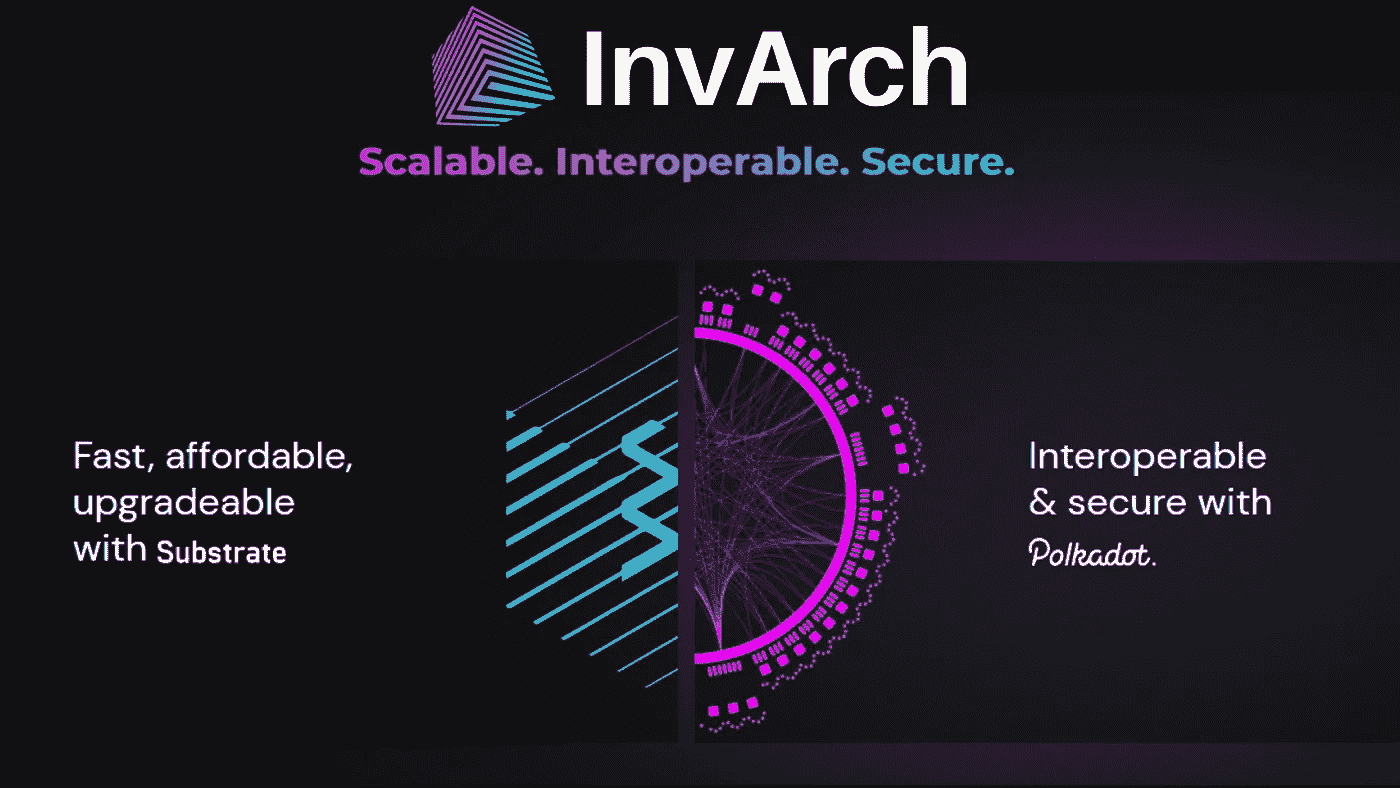 InvArch
Scalable. Interoperable. Secure.
Fast, affordable,
upgradeable
with Substrate
Interoperable
& secure with
Polkadot.